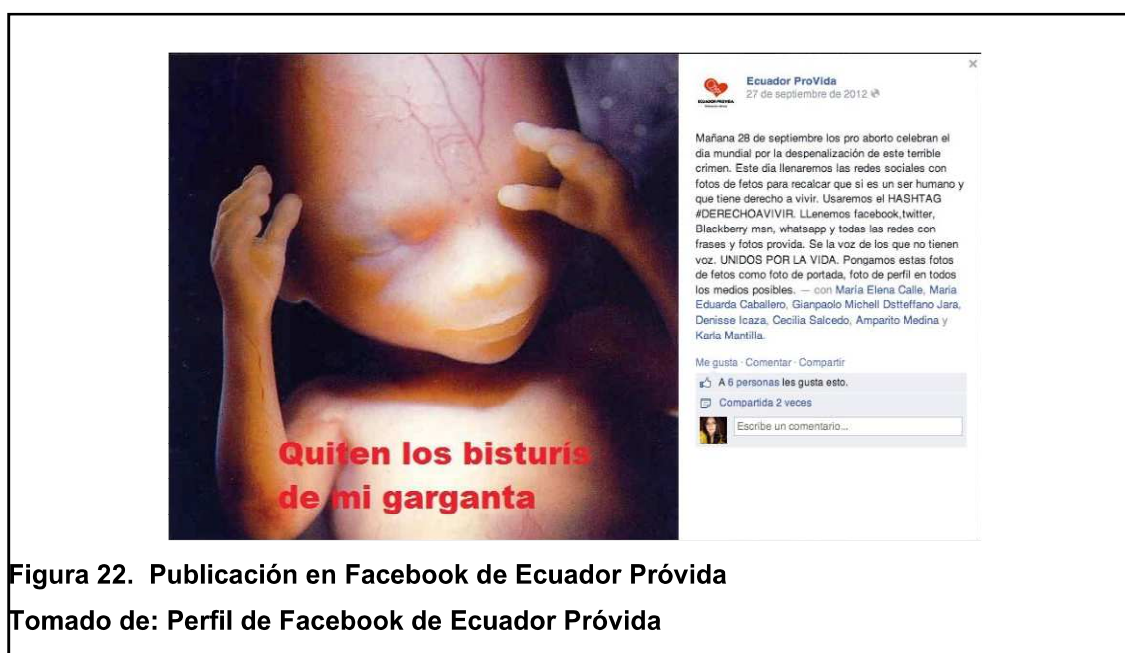 Quiten los bisturís
de mi garganta
ECUADOR PROVIDA
Ecuador ProVida
27 de septiembre de 2012
Mañana 28 de septiembre los pro aborto celebran el
dia mundial por la despenalización de este terrible
crimen. Este dia llenaremos las redes sociales con
fotos de fetos para recalcar que si es un ser humano y
que tiene derecho a vivir. Usaremos el HASHTAG
#DERECHOAVIVIR. LLenemos facebook,twitter,
Blackberry msn, whatsapp y todas las redes con
frases y fotos provida. Se la voz de los que no tienen
voz. UNIDOS POR LA VIDA. Pongamos estas fotos
de fetos como foto de portada, foto de perfil en todos
los medios posibles. — con María Elena Calle, Maria
Eduarda Caballero, Gianpaolo Michell Dstteffano Jara,
Denisse Icaza, Cecilia Salcedo, Amparito Medina y
Karla Mantilla.
Me gusta · Comentar · Compartir
A 6 personas les gusta esto.
Compartida 2 veces
Escribe un comentario...
Figura 22. Publicación en Facebook de Ecuador Próvida
Tomado de: Perfil de Facebook de Ecuador Próvida